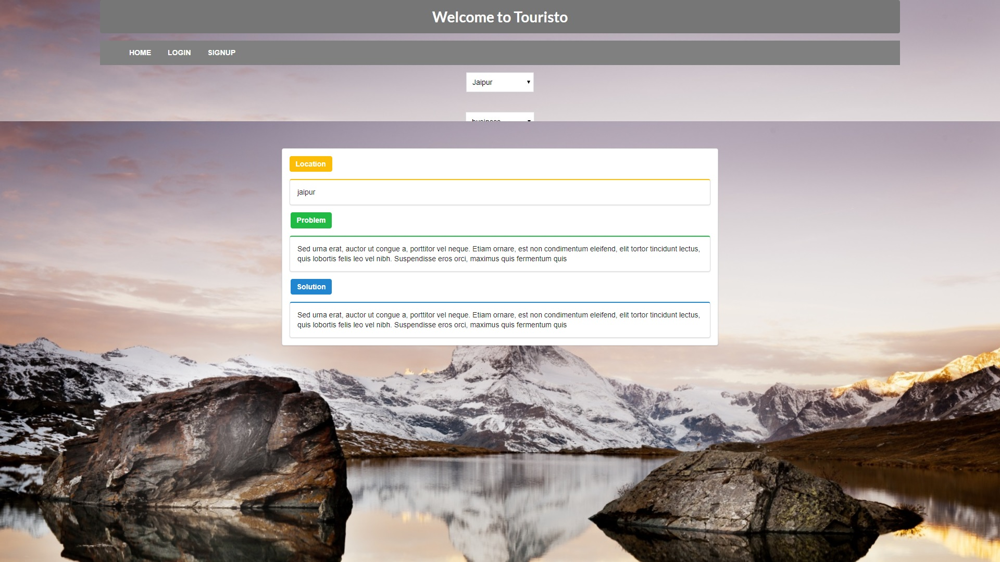 Welcome to Touristo
HOME LOGIN SIGNUP
Jaipur
business
Location
jaipur
Problem
Sed urna erat, auctor ut congue a, porttitor vel neque. Etiam ornare, est non condimentum eleifend, elit tortor tincidunt lectus,
quis lobortis felis leo vel nibh. Suspendisse eros orci, maximus quis fermentum quis
Solution
Sed urna erat, auctor ut congue a, porttitor vel neque. Etiam ornare, est non condimentum eleifend, elit tortor tincidunt lectus,
quis lobortis felis leo vel nibh. Suspendisse eros orci, maximus quis fermentum quis